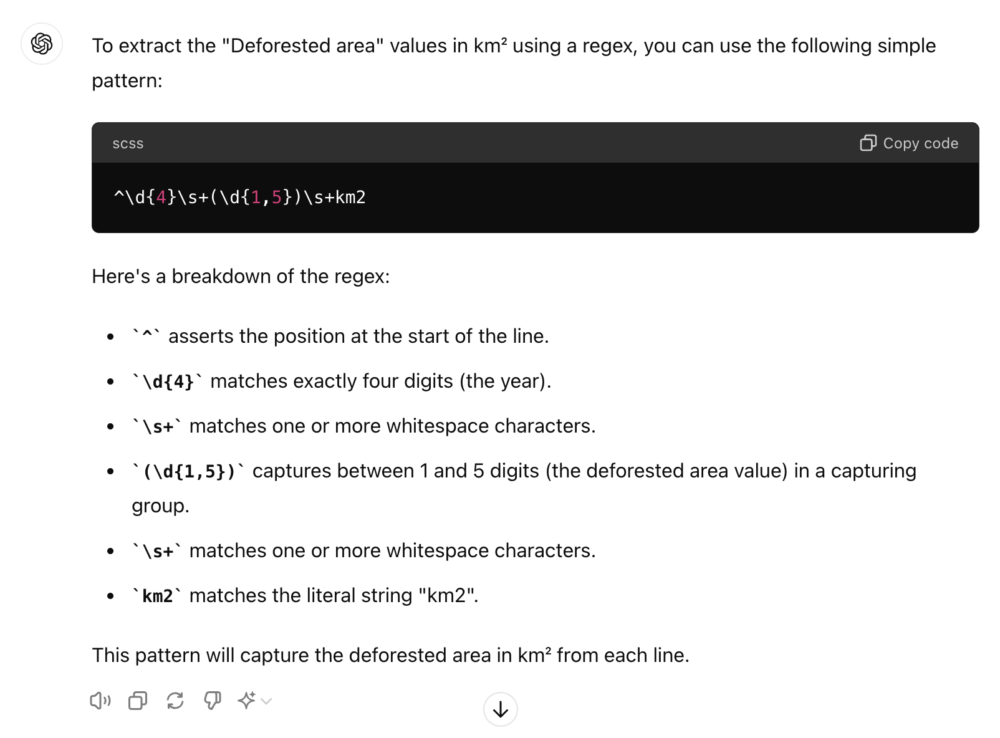 To extract the "Deforested area" values in km² using a regex, you can use the following simple
pattern:
scss
Copy code
^\d{4}\s+(\d{1,5})\s+km2
Here's a breakdown of the regex:
• `^` asserts the position at the start of the line.
• `\d{4}` matches exactly four digits (the year).
• `\s+` matches one or more whitespace characters.
• `(\d{1,5})` captures between 1 and 5 digits (the deforested area value) in a capturing
group.
• `\s+` matches one or more whitespace characters.
• `km2` matches the literal string "km2".
This pattern will capture the deforested area in km² from each line.